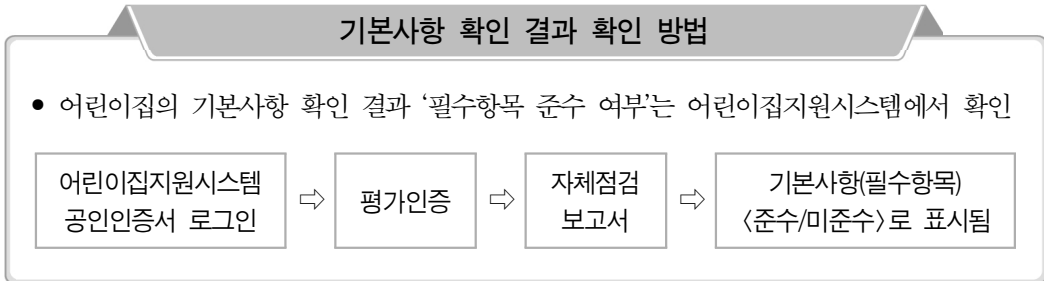 기본사항 확인 결과 확인 방법
• 어린이집의 기본사항 확인 결과 ‘필수항목 준수 여부’는 어린이집지원시스템에서 확인
어린이집지원시스템
공인인증서 로그인
⇨
평가인증
⇨
자체점검
보고서
⇨
기본사항(필수항목)
〈준수/미준수〉로 표시됨